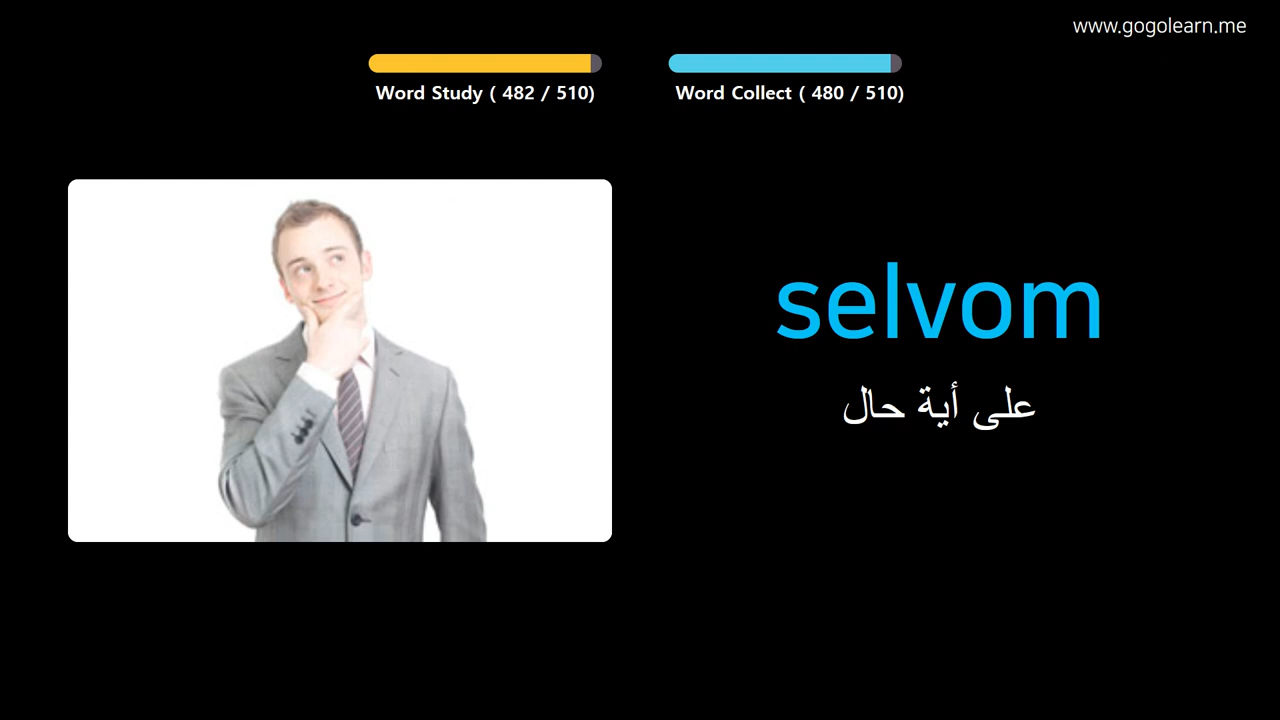 www.gogolearn.me
Word Study ( 482 / 510)
Word Collect ( 480 / 510)
selvom
على أية حال